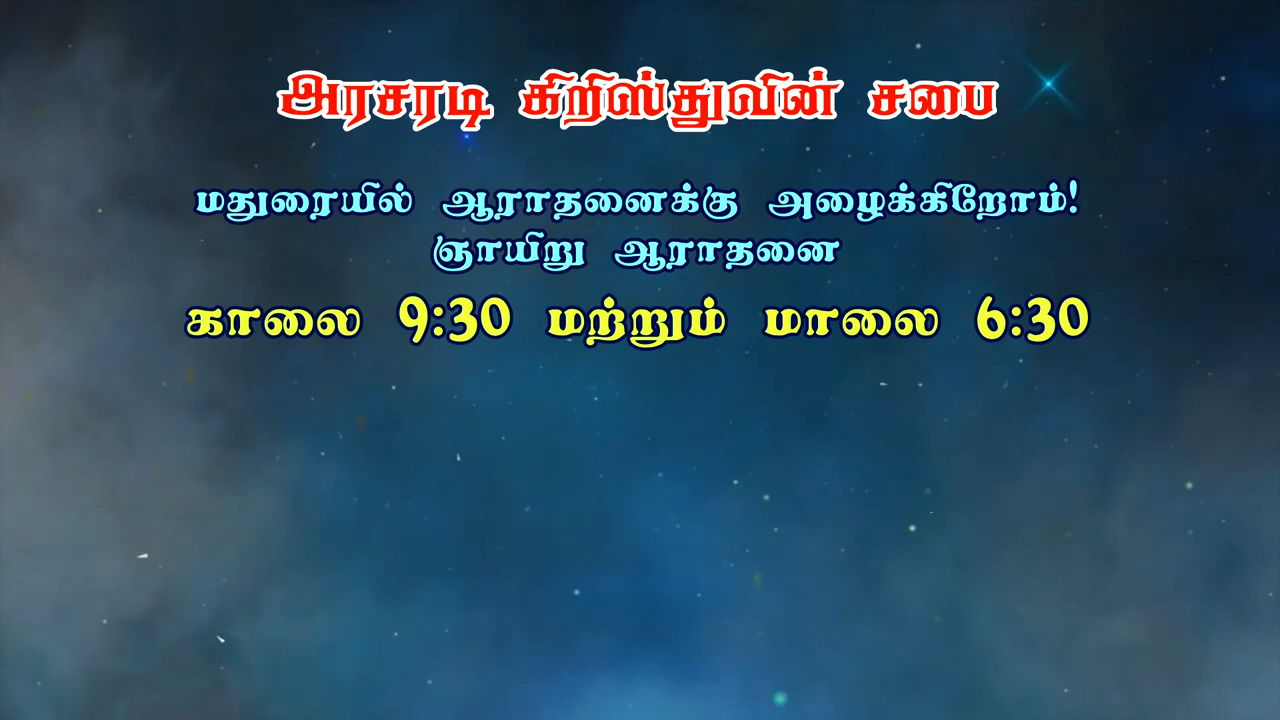 அரசரடி கிறிஸ்துவின் சபை
மதுரையில் ஆராதனைக்கு அழைக்கிறோம்!
ஞாயிறு ஆராதனை
காலை 9:30 மற்றும் மாலை 6:30